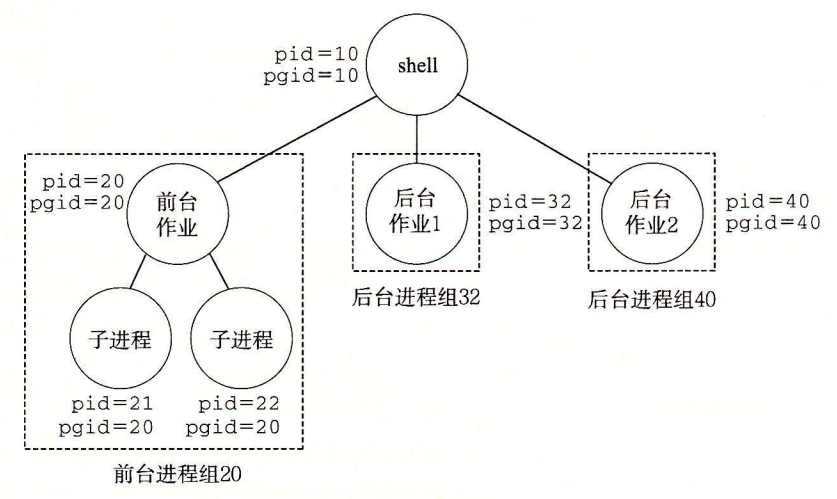 pid=10
pgid=10
shell
pid=20
pgid=20
前台
作业
后台
作业1
pid=32
pgid=32
后台
作业2
pid=40
pgid=40
后台进程组32
后台进程组40
子进程
子进程
pid=21
pgid=20
pid=22
pgid=20
前台进程组20